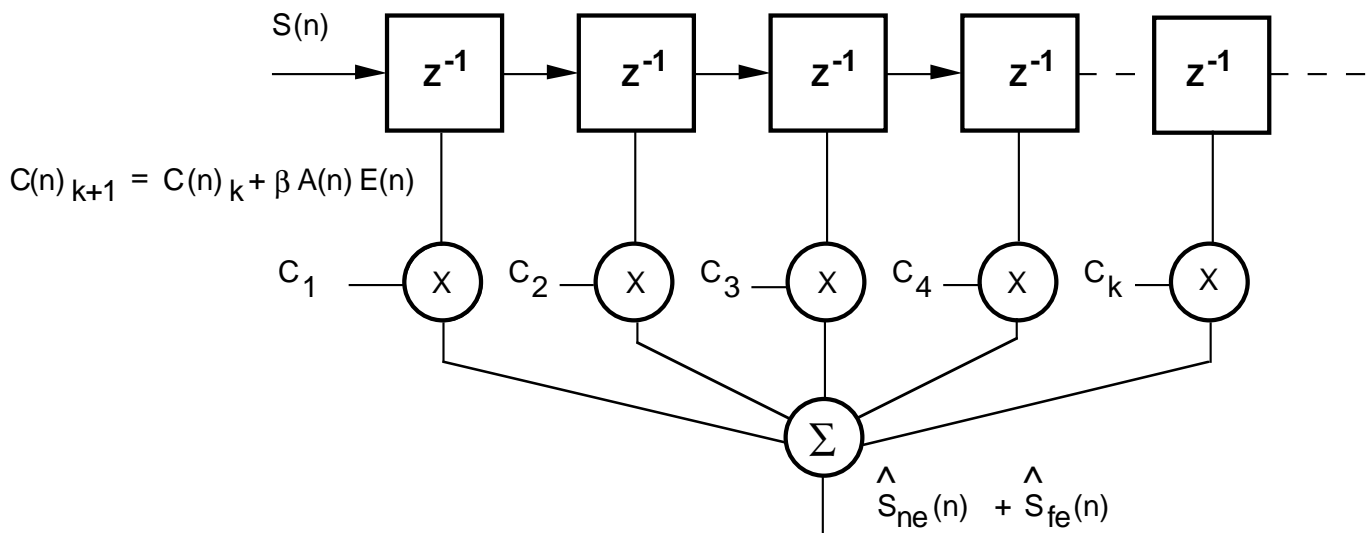 S(n)
z⁻¹ z⁻¹ z⁻¹ z⁻¹ z⁻¹
C(n)ₖ₊₁ = C(n)ₖ + β A(n) E(n)
C₁ X C₂ X C₃ X C₄ X Cₖ X
Σ
Ŝₙₑ(n) + Ŝfe(n)